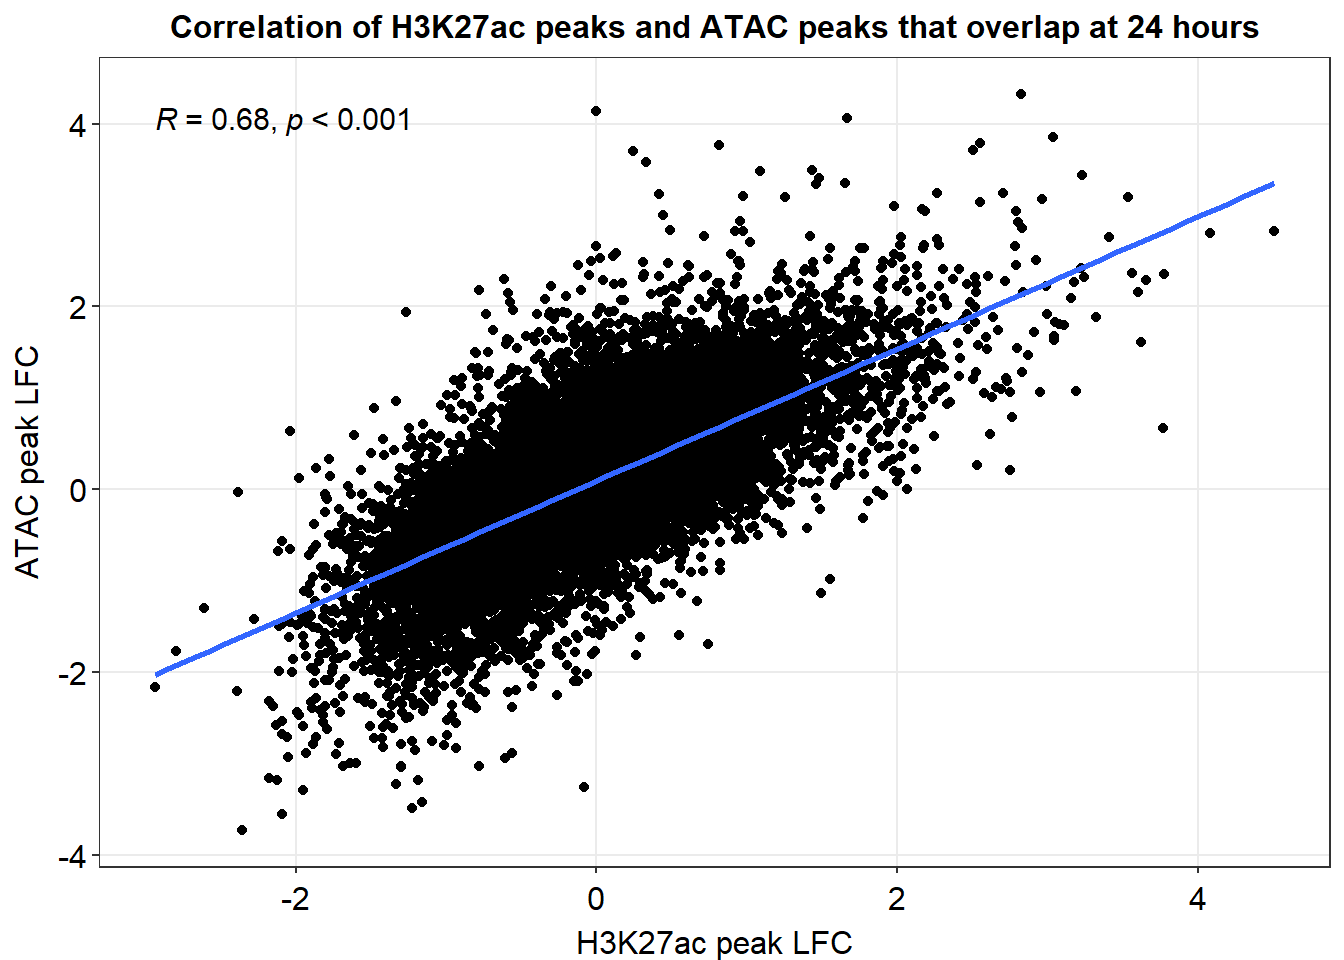 Correlation of H3K27ac peaks and ATAC peaks that overlap at 24 hours
R = 0.68, p < 0.001
4
2
0
-2
-4
ATAC peak LFC
-2 0 2 4
H3K27ac peak LFC